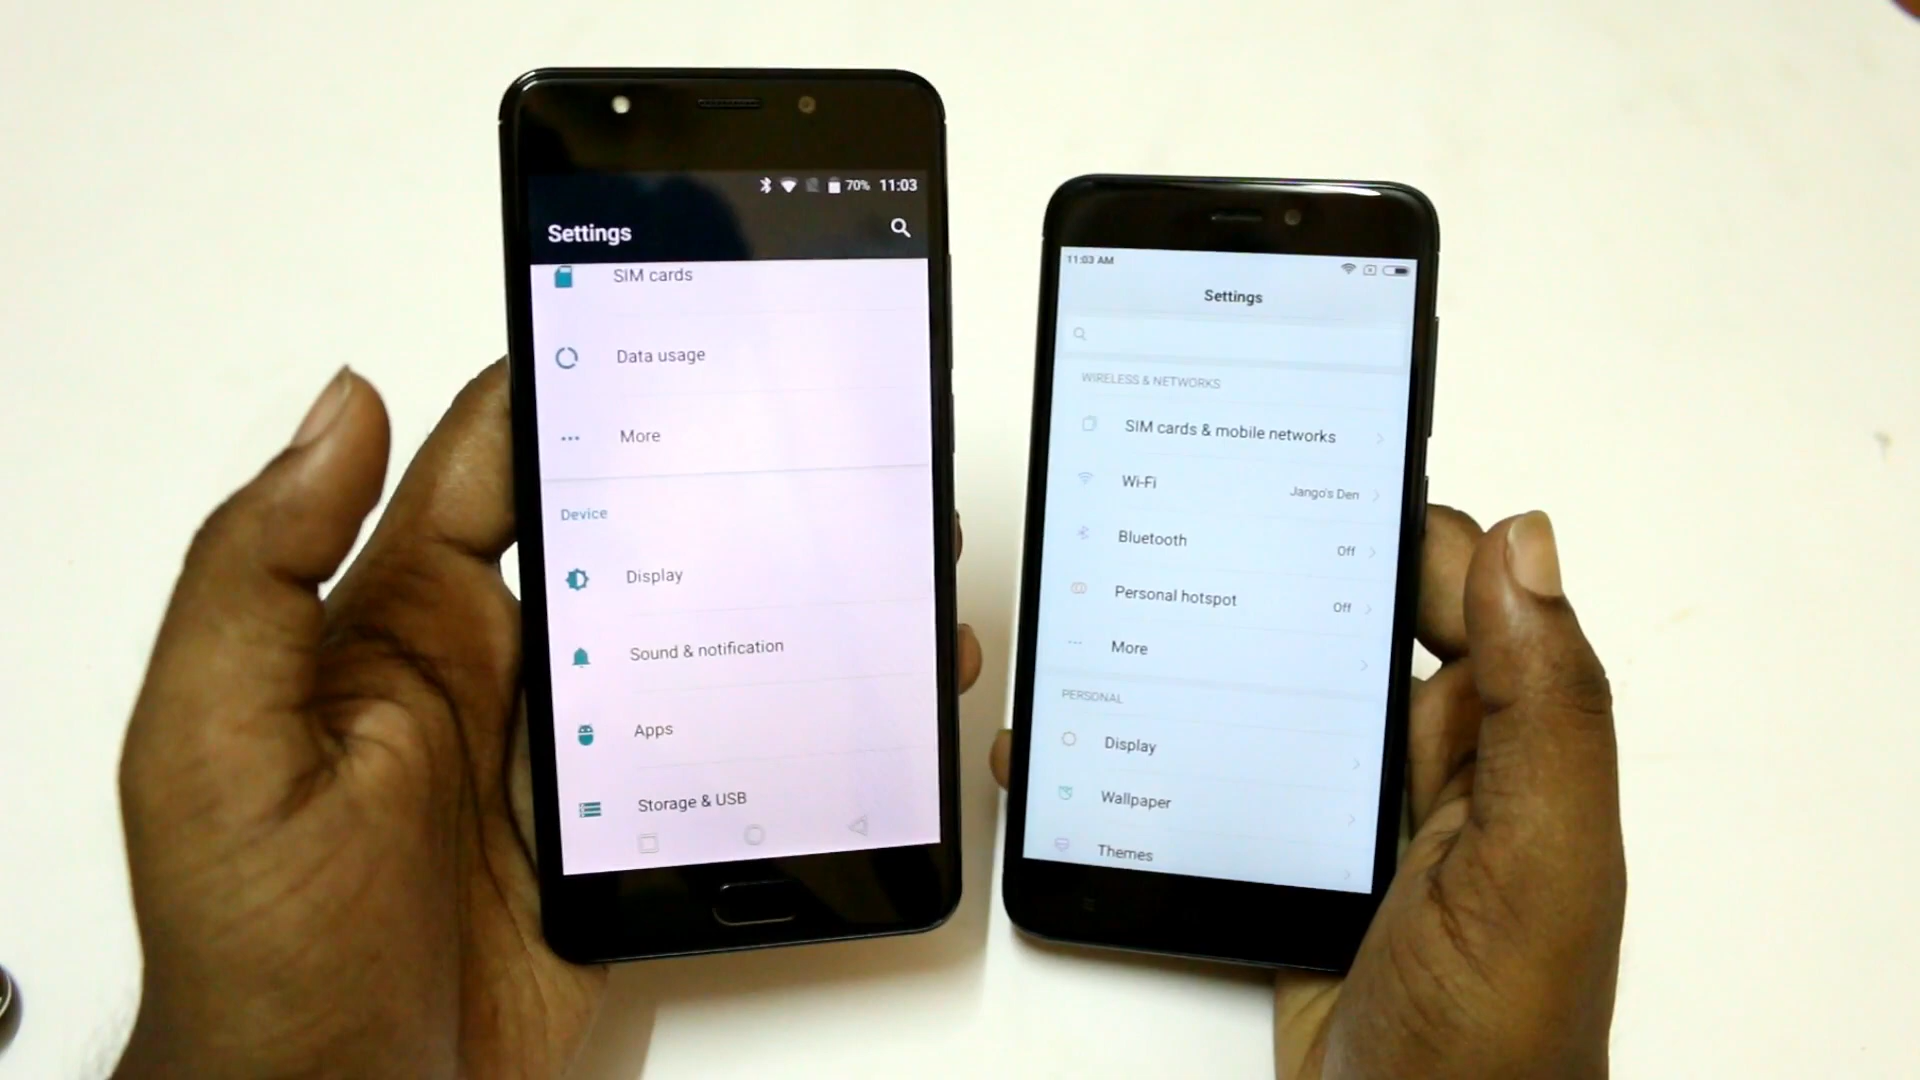 70% 11:03
Settings
SIM cards
Data usage
More
Device
Display
Sound & notification
Apps
Storage & USB
11:03 AM
Settings
WIRELESS & NETWORKS
SIM cards & mobile networks
Wi-Fi Jango's Den
Bluetooth Off
Personal hotspot Off
More
PERSONAL
Display
Wallpaper
Themes